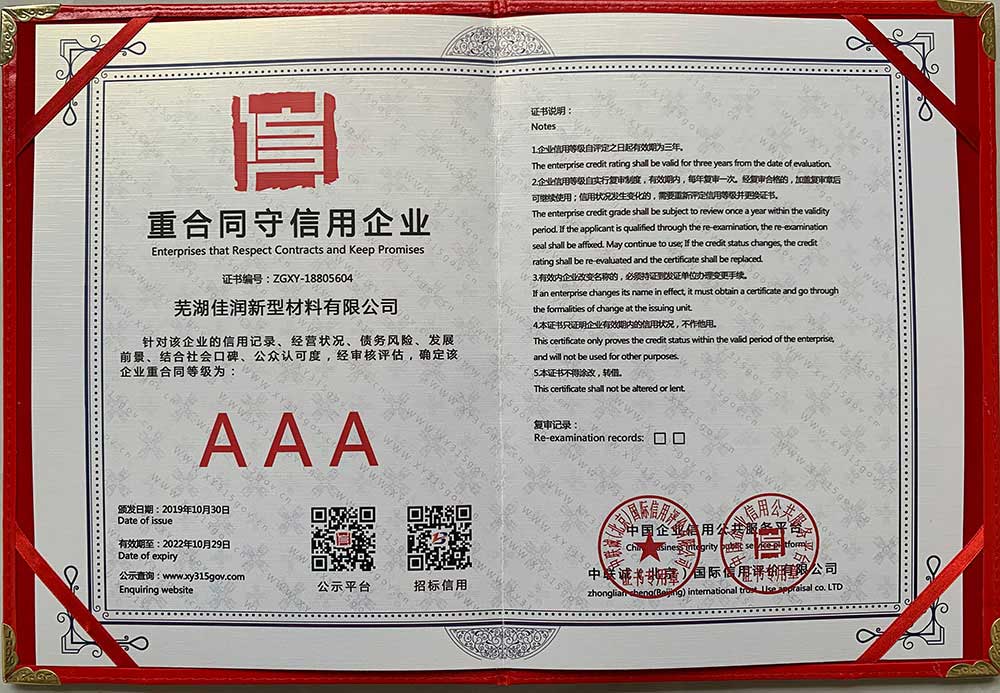 重合同守信用企业
Enterprises that Respect Contracts and Keep Promises
证书编号：ZGXY-18805604
芜湖佳润新型材料有限公司
针对该企业的信用记录、经营状况、债务风险、发展
前景、结合社会口碑、公众认可度，经审核评估，确定该
企业重合同等级为：
AAA
颁发日期：2019年10月30日
Date of issue
有效期至：2022年10月29日
Date of expiry
公示查询：www.xy315gov.com
Enquiring website
公示平台
招标信用
证书说明：
Notes
1.企业信用等级自评定之日起有效期为三年。
The enterprise credit rating shall be valid for three years from the date of evaluation.
2.企业信用等级自实行复审制度，有效期内，每年复审一次。经复审合格的，加盖复审章后
可继续使用；信用状况发生变化的，需要重新评定信用等级并更换证书。
The enterprise credit grade shall be subject to review once a year within the validity
period. If the applicant is qualified through the re-examination, the re-examination
seal shall be affixed. May continue to use; If the credit status changes, the credit
rating shall be re-evaluated and the certificate shall be replaced.
3.有效内企业改变名称的，必须持证到发证单位办理变更手续。
If an enterprise changes its name in effect, it must obtain a certificate and go through
the formalities of change at the issuing unit.
4.本证书只证明企业有效期内的信用状况，不作他用。
This certificate only proves the credit status within the valid period of the enterprise,
and will not be used for other purposes.
5.本证书不得涂改，转借。
This certificate shall not be altered or lent.
复审记录：
Re-examination records:
中国企业信用公共服务平台
China business integrity public service platform
中联诚（北京）国际信用评价有限公司
zhonglian sheng(Beijing) international trust Use appraisal co. LTD
证书专用章
证书专用章